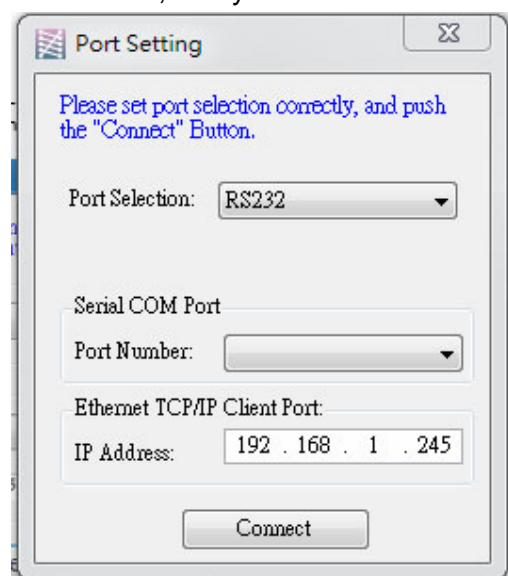 Port Setting
Please set port selection correctly, and push
the "Connect" Button.
Port Selection: RS232
Serial COM Port
Port Number:
Ethernet TCP/IP Client Port:
IP Address: 192 . 168 . 1 . 245
Connect